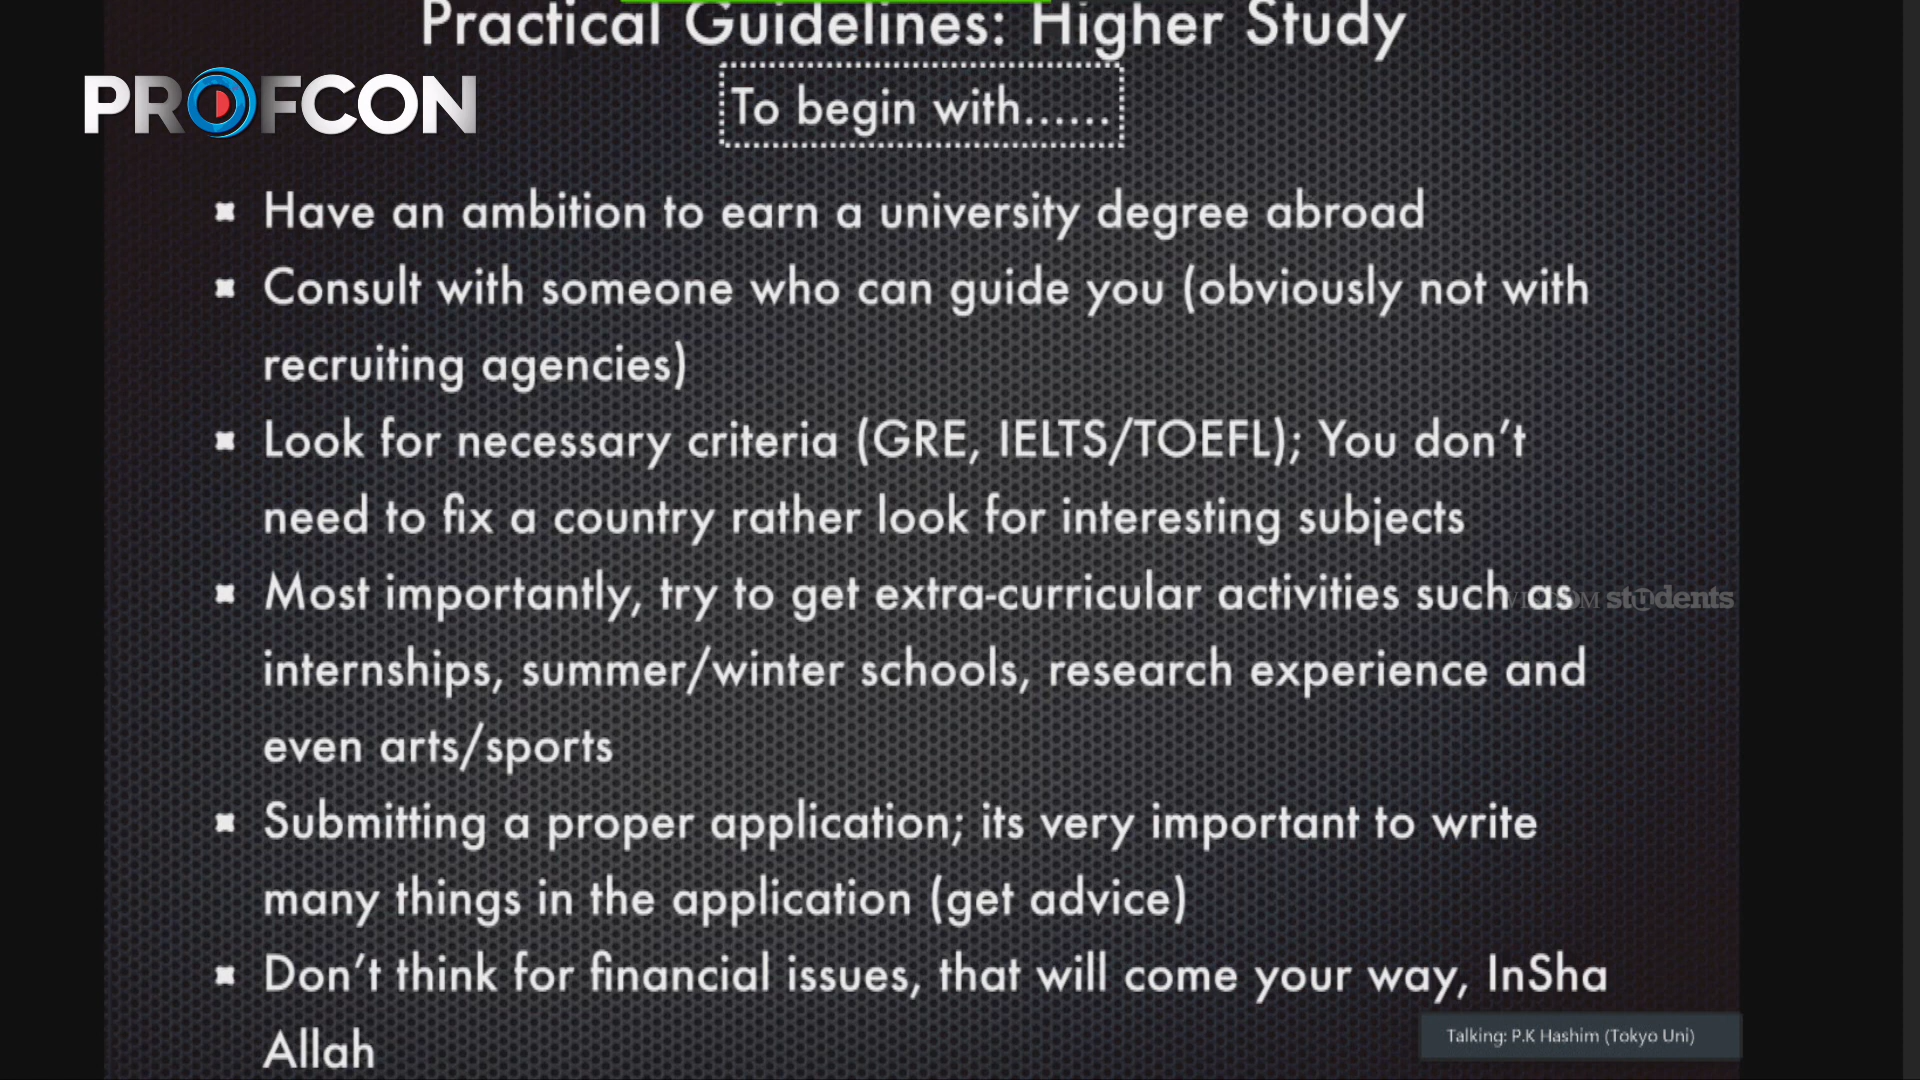 Practical Guidelines: Higher Study
PROFCON
To begin with......
Have an ambition to earn a university degree abroad
Consult with someone who can guide you (obviously not with
recruiting agencies)
Look for necessary criteria (GRE, IELTS/TOEFL); You don't
need to fix a country rather look for interesting subjects
Most importantly, try to get extra-curricular activities such as
students
internships, summer/winter schools, research experience and
even arts/sports
Submitting a proper application; its very important to write
many things in the application (get advice)
Don't think for financial issues, that will come your way, InSha
Allah
Talking: P.K Hashim (Tokyo Uni)